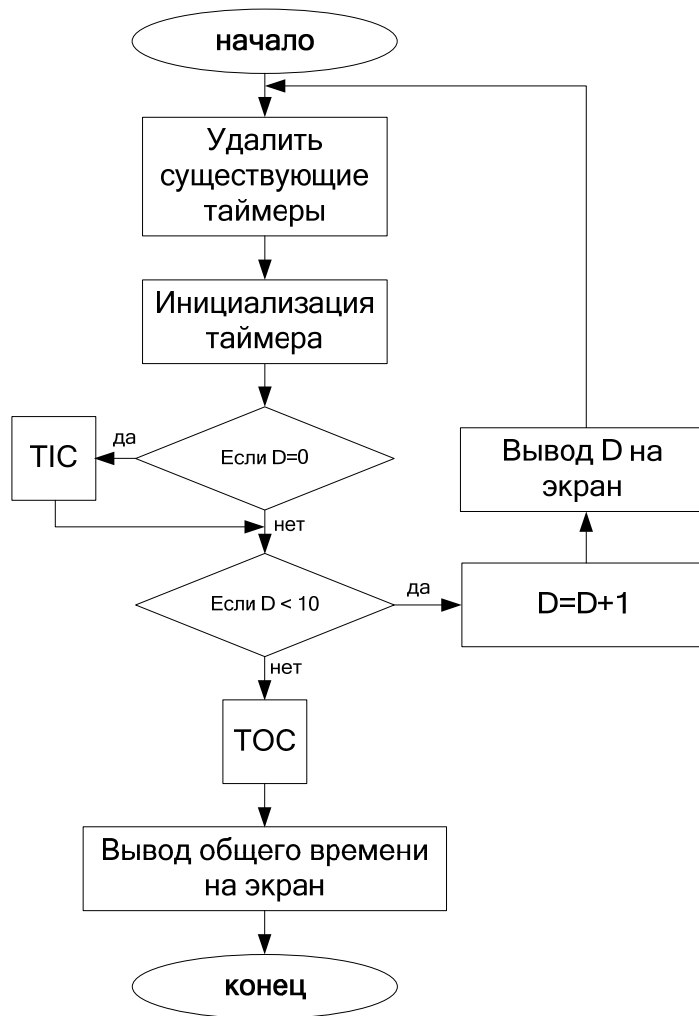 начало
Удалить
существующие
таймеры
Инициализация
таймера
Если D=0
да
TIC
нет
Если D < 10
да
D=D+1
Вывод D на
экран
нет
TOC
Вывод общего времени
на экран
конец